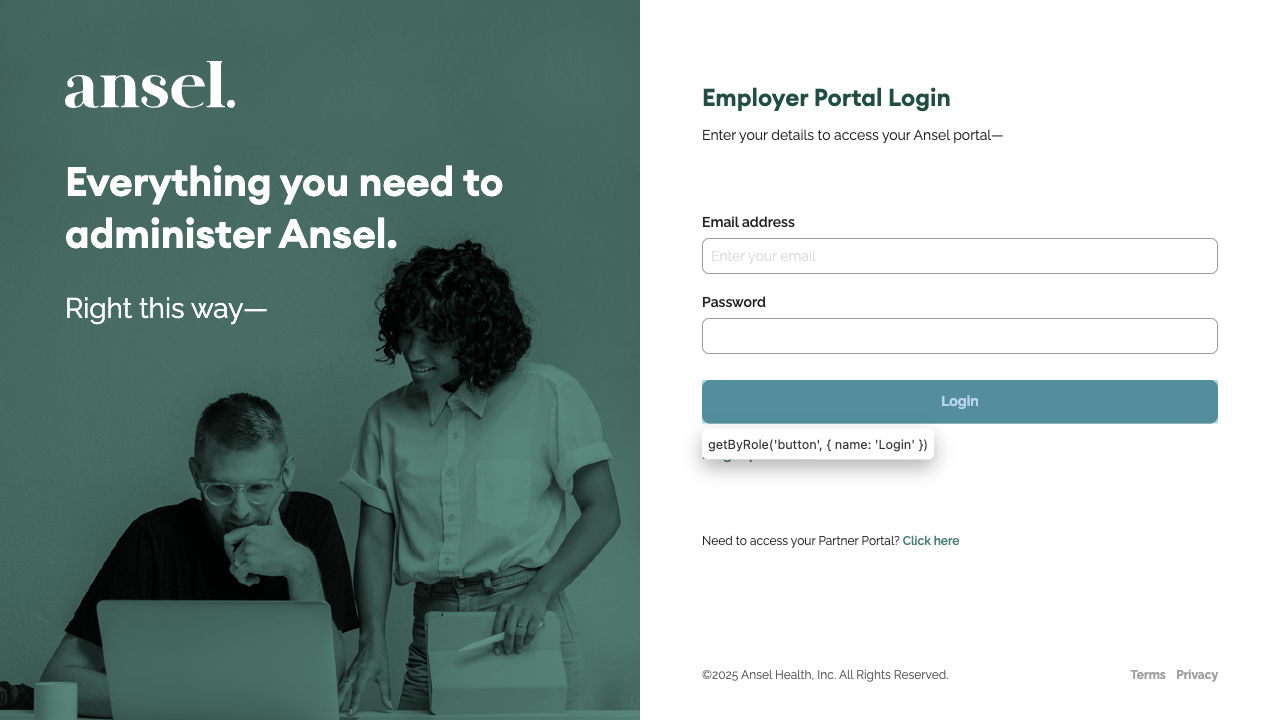 ansel.
Everything you need to
administer Ansel.
Right this way—
Employer Portal Login
Enter your details to access your Ansel portal—
Email address
Enter your email
Password
Login
getByRole('button', { name: 'Login' })
Need to access your Partner Portal? Click here
©2025 Ansel Health, Inc. All Rights Reserved.
Terms Privacy